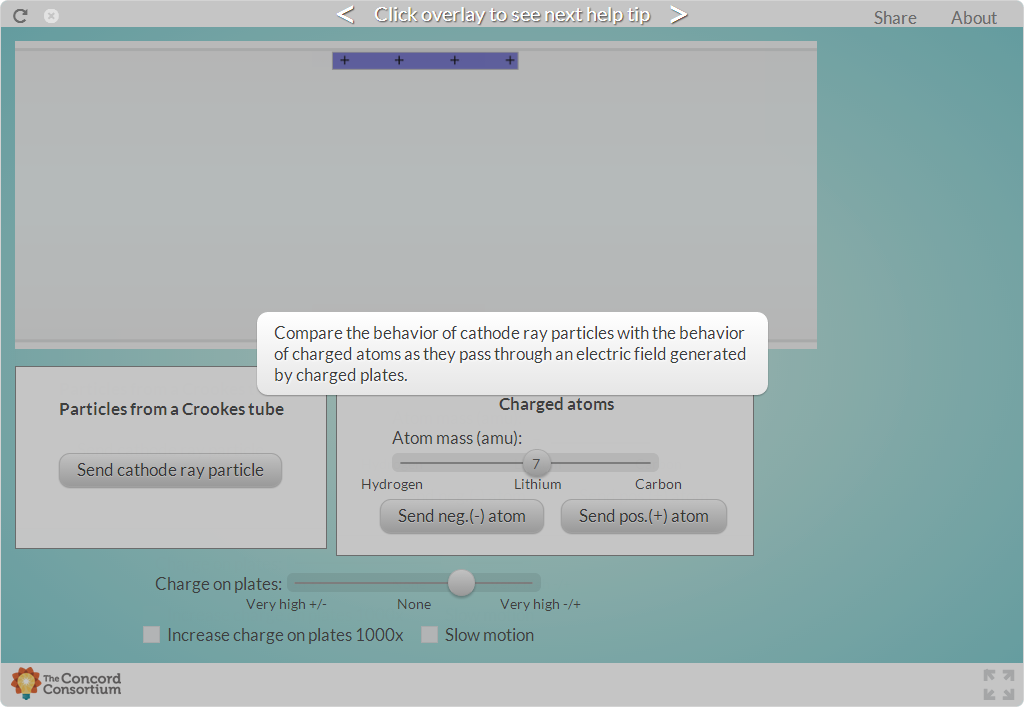 < Click overlay to see next help tip >
Share About
+ + + +
Compare the behavior of cathode ray particles with the behavior
of charged atoms as they pass through an electric field generated
by charged plates.
Particles from a Crookes tube
Send cathode ray particle
Charged atoms
Atom mass (amu):
7
Hydrogen Lithium Carbon
Send neg.(-) atom Send pos.(+) atom
Charge on plates:
Very high +/- None Very high -/+
Increase charge on plates 1000x Slow motion
The Concord
Consortium